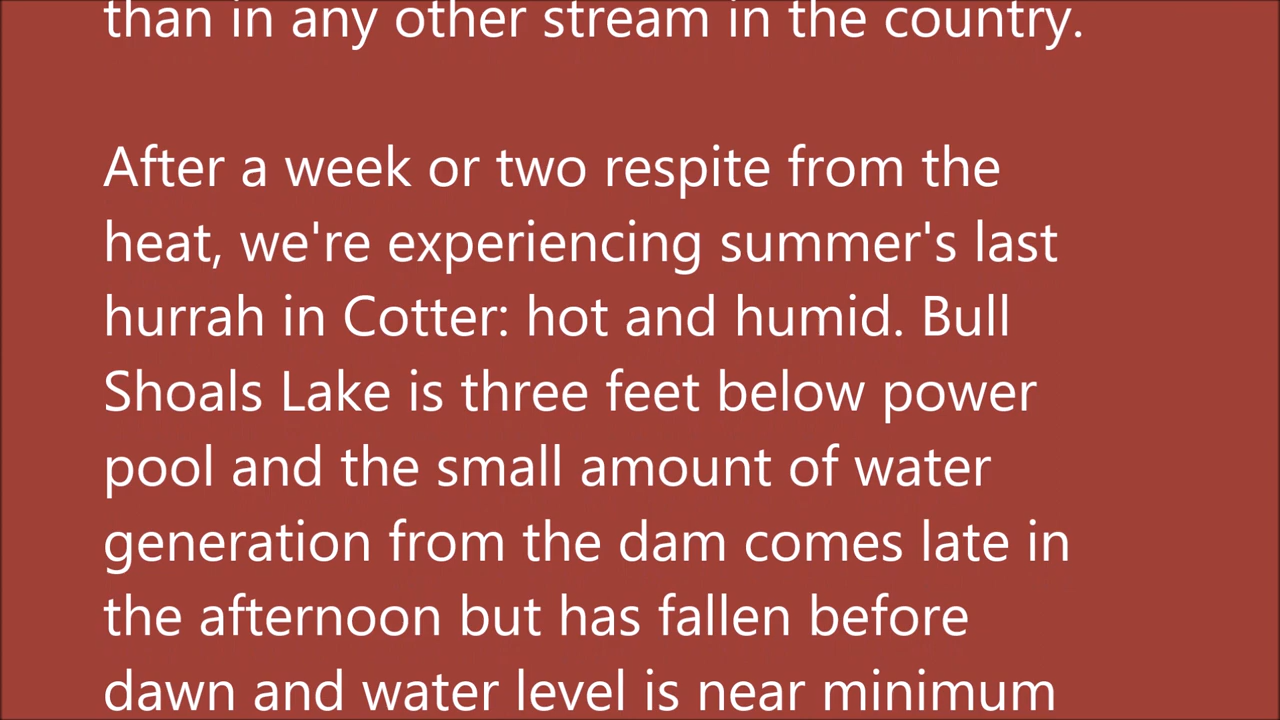 than in any other stream in the country.
After a week or two respite from the
heat, we're experiencing summer's last
hurrah in Cotter: hot and humid. Bull
Shoals Lake is three feet below power
pool and the small amount of water
generation from the dam comes late in
the afternoon but has fallen before
dawn and water level is near minimum